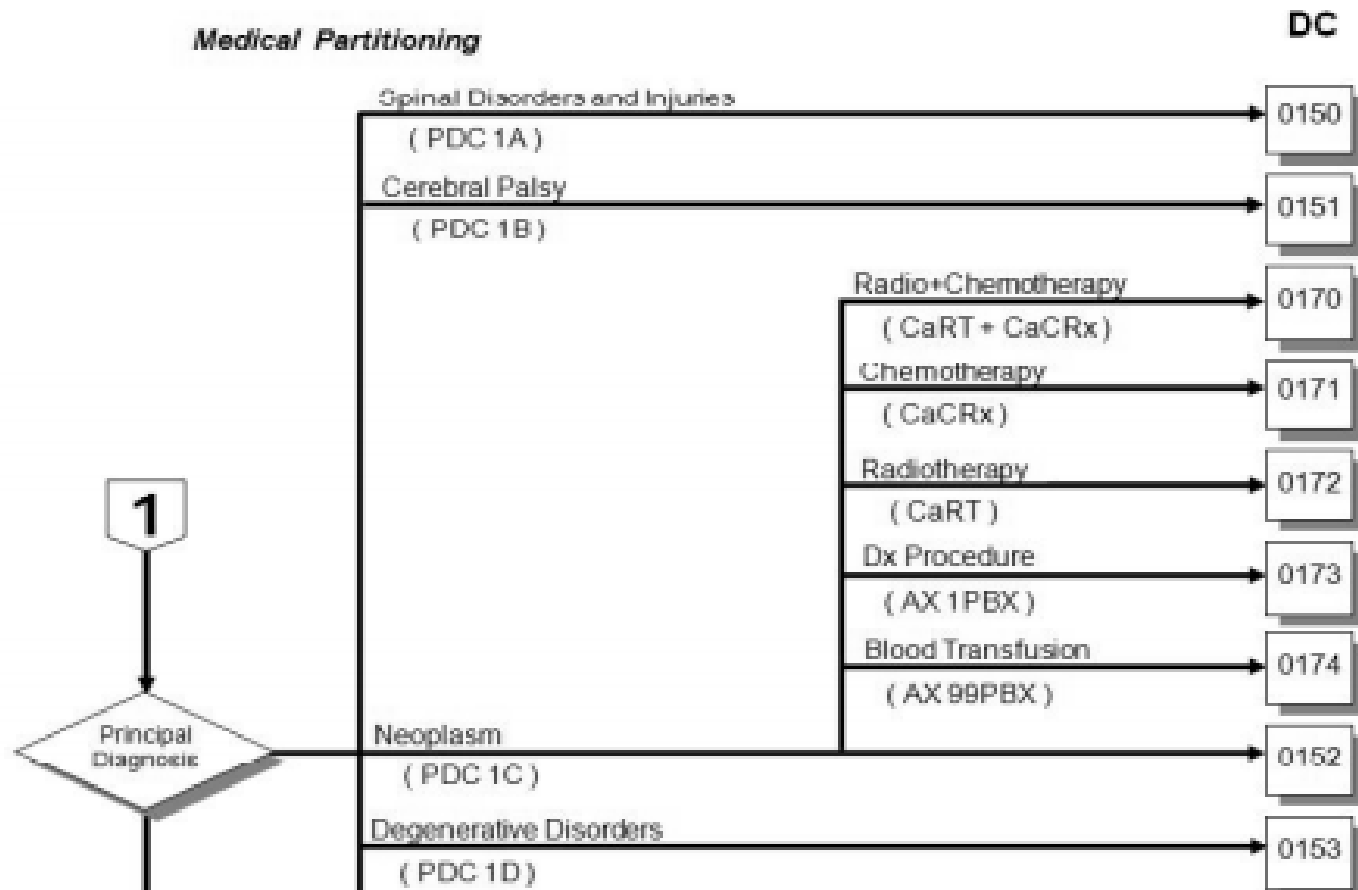 Medical Partitioning
DC
Spinal Disorders and Injuries
( PDC 1A )
0150
Cerebral Palsy
( PDC 1B )
0151
Radio+Chemotherapy
( CaRT + CaCRx )
0170
Chemotherapy
( CaCRx )
0171
Radiotherapy
( CaRT )
0172
1
Dx Procedure
( AX 1PBX )
0173
Blood Transfusion
( AX 99PBX )
0174
Principal
Diagnosis
Neoplasm
( PDC 1C )
0152
Degenerative Disorders
( PDC 1D )
0153